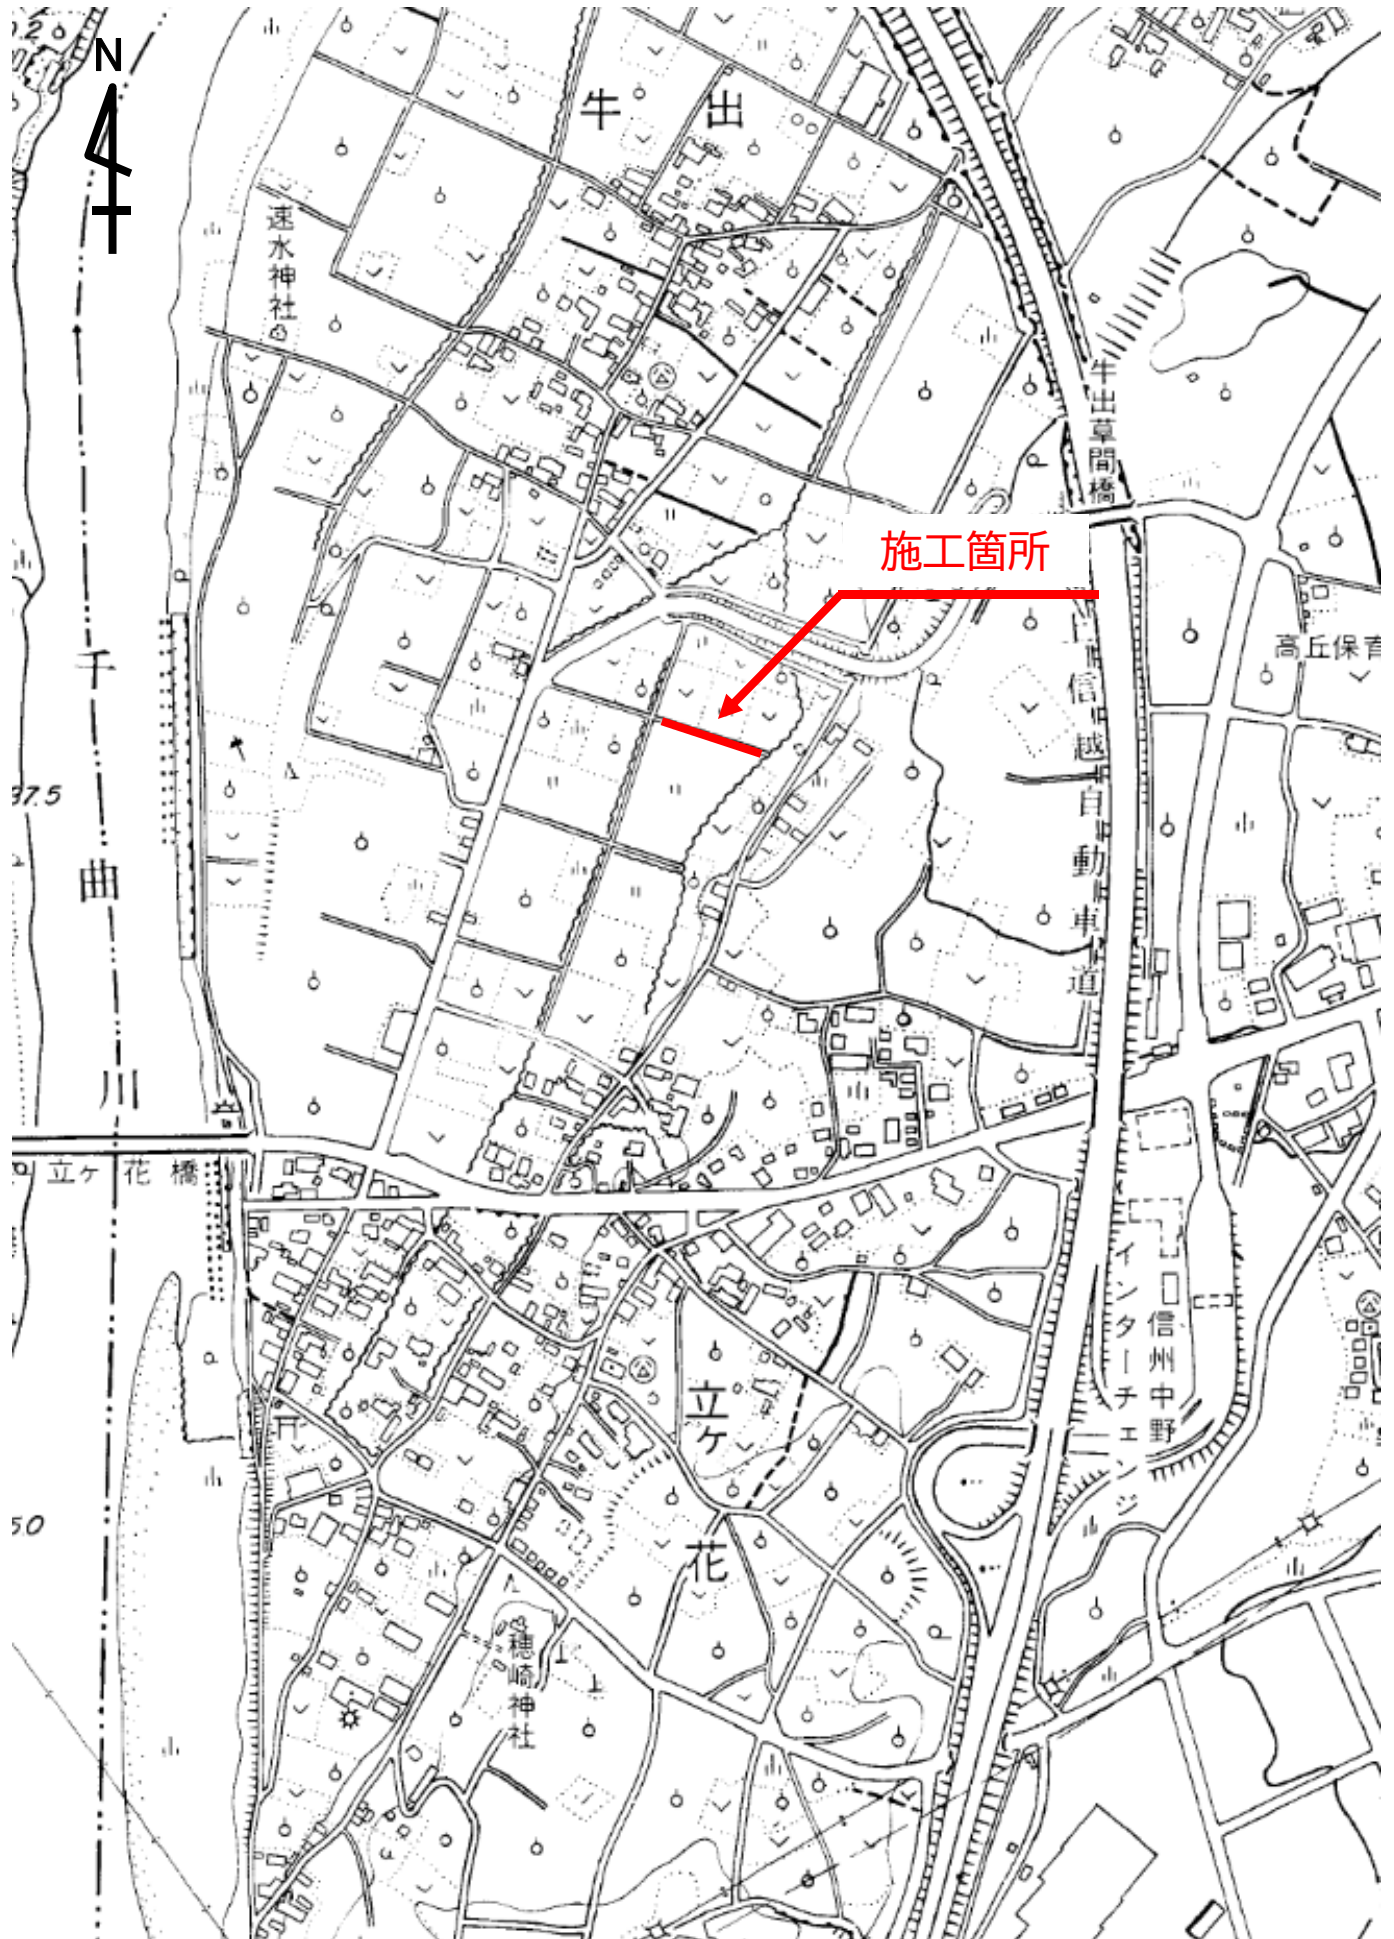 N
牛出
速水神社
牛出草間橋
施工箇所
高丘保育
信越自動車道
37.5
千曲川
立ヶ花橋
インターチェンジ
信州中野
立ヶ花
50
穂崎神社